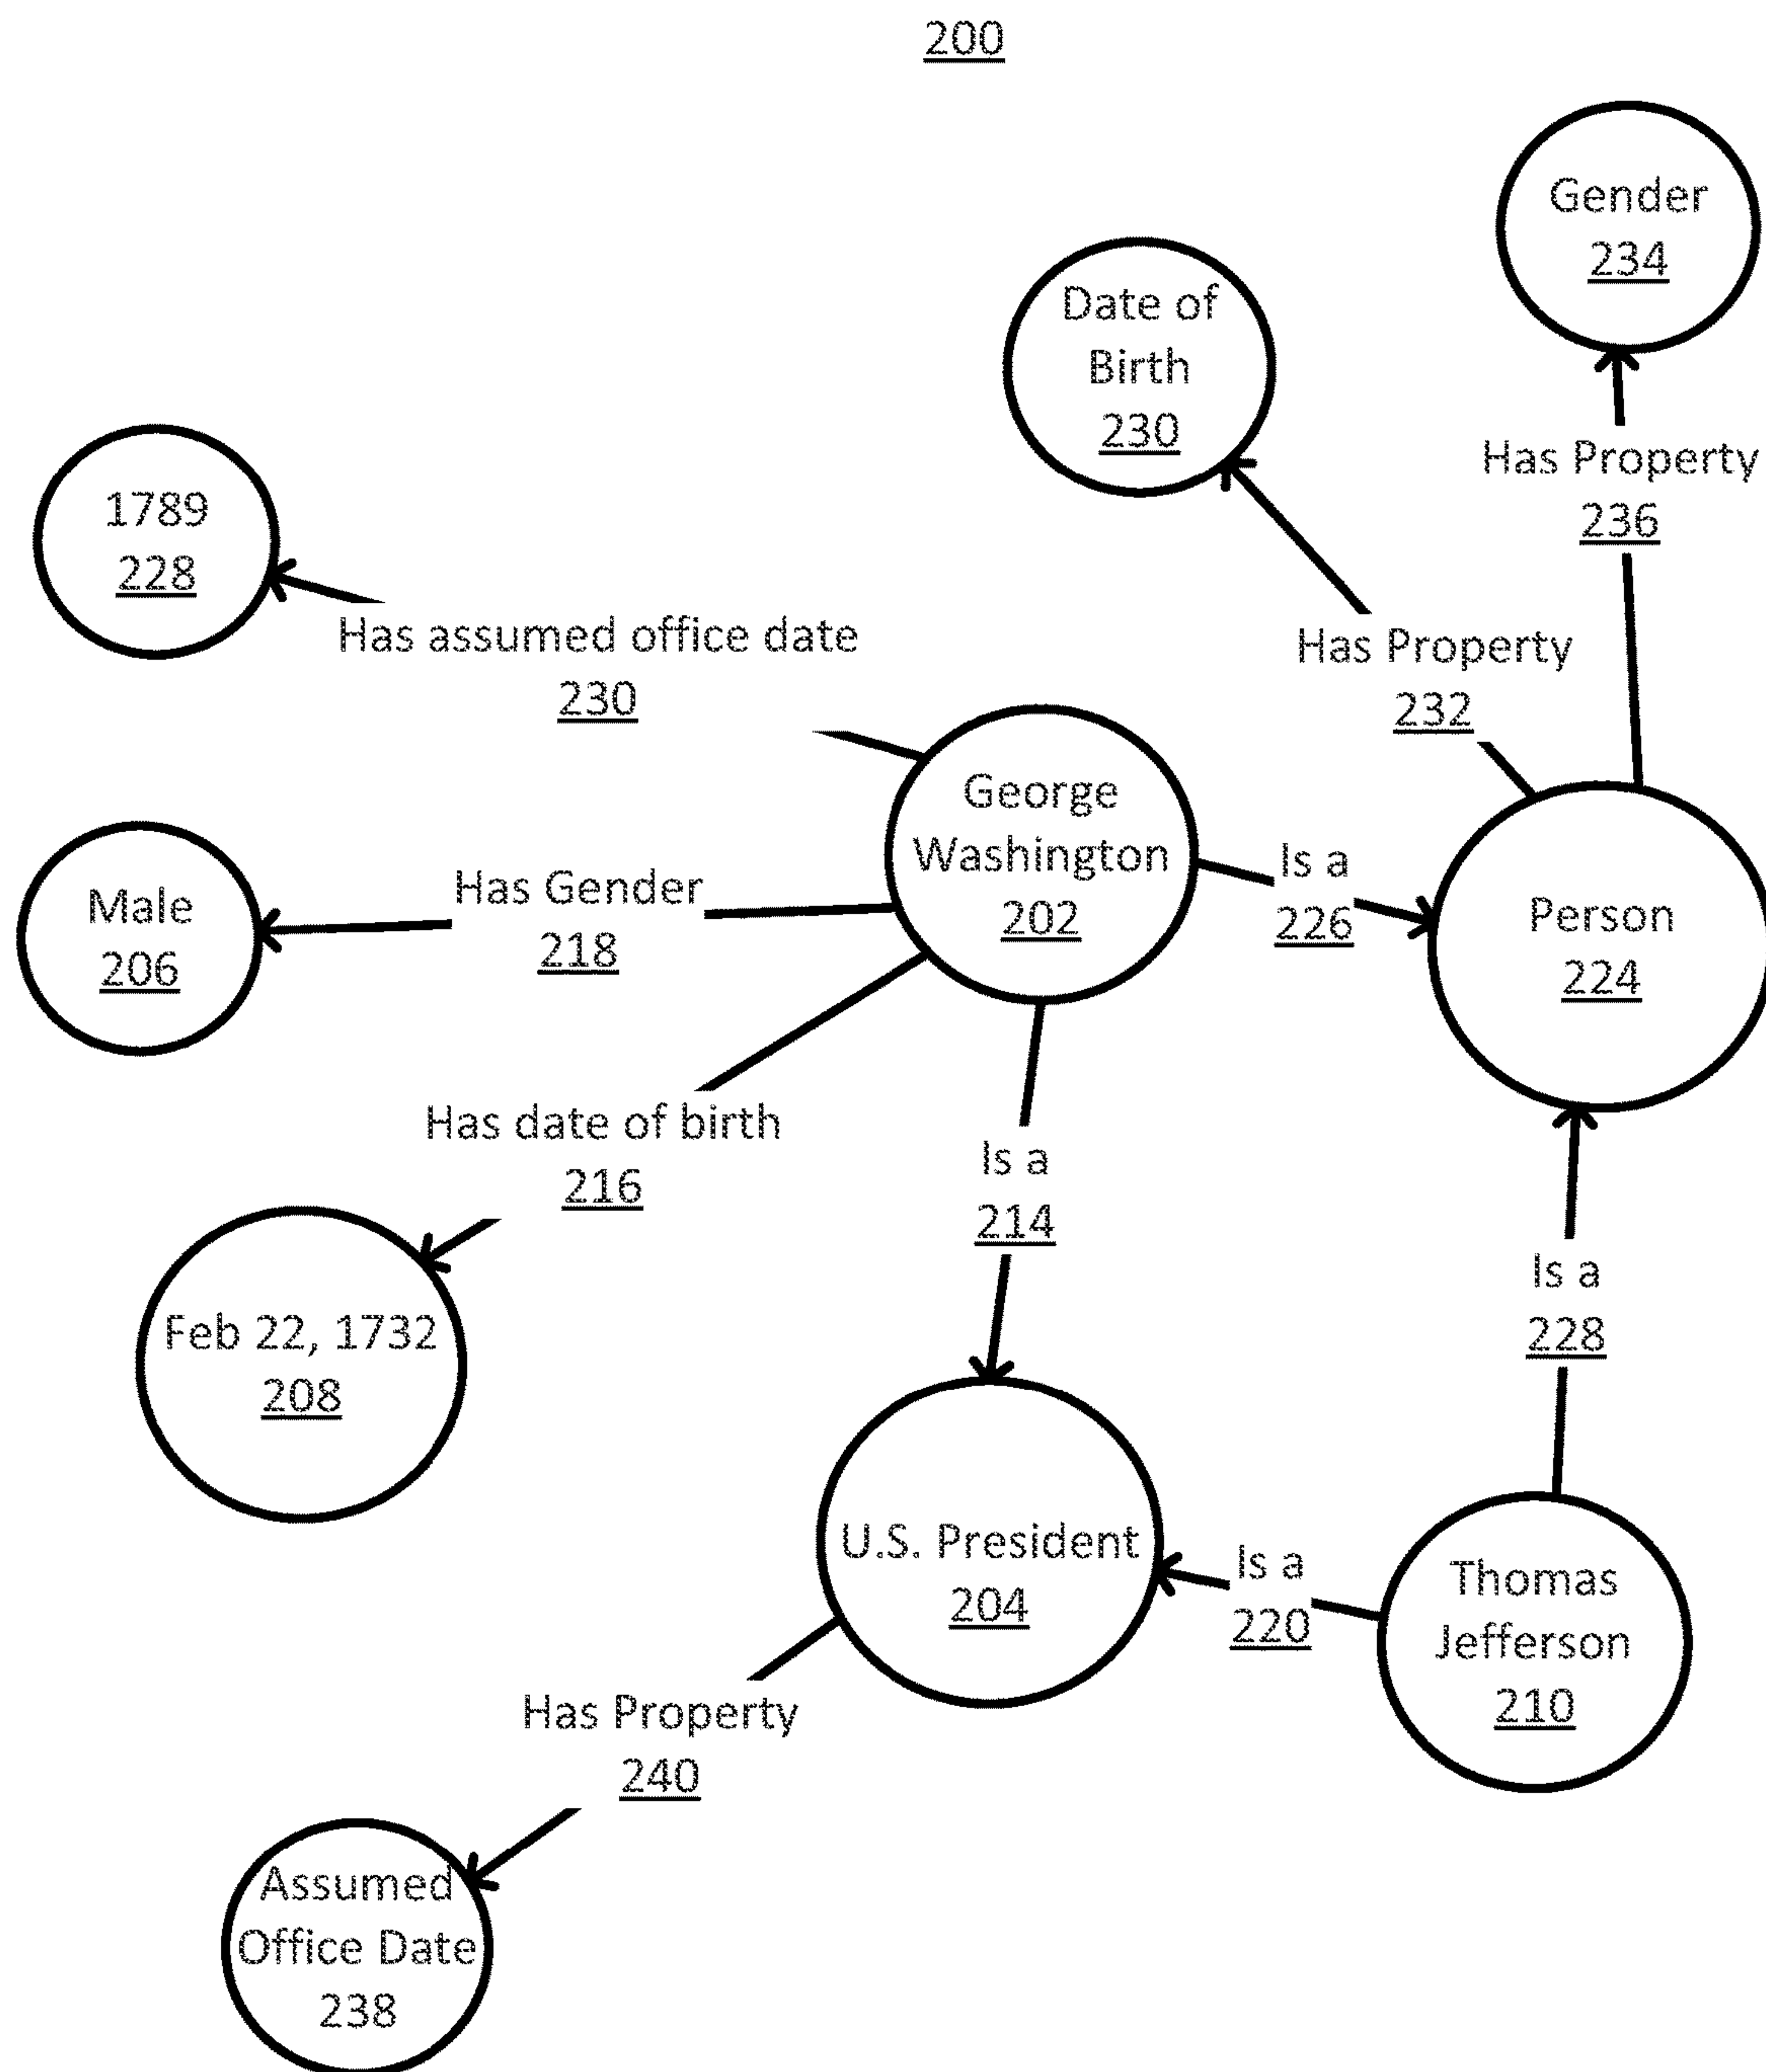 200
Gender
234
Date of
Birth
230
Has Property
236
1789
228
Has assumed office date
230
Has Property
232
George
Washington
202
Is a
226
Person
224
Has Gender
218
Male
206
Has date of birth
216
Is a
214
Feb 22, 1732
208
Is a
228
U.S. President
204
Is a
220
Thomas
Jefferson
210
Has Property
240
Assumed
Office Date
238